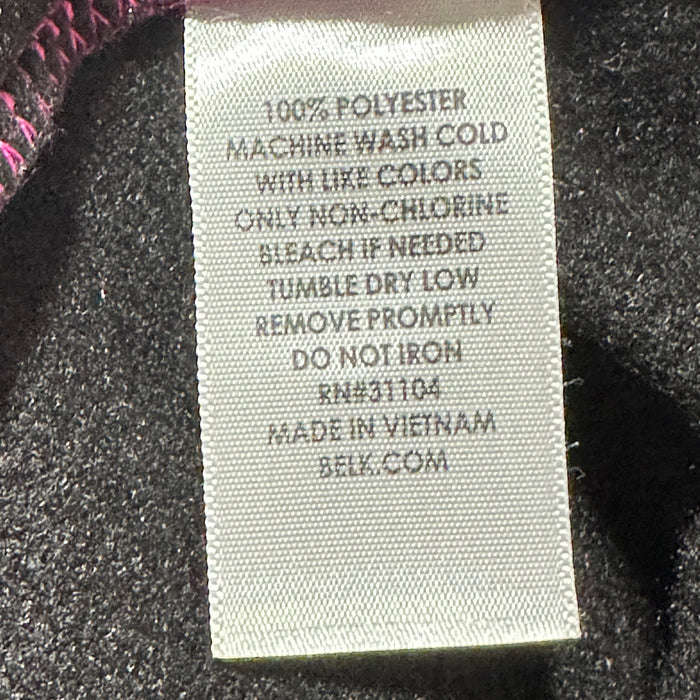 100% POLYESTER
MACHINE WASH COLD
WITH LIKE COLORS
ONLY NON-CHLORINE
BLEACH IF NEEDED
TUMBLE DRY LOW
REMOVE PROMPTLY
DO NOT IRON
RN#31104
MADE IN VIETNAM
BELK.COM